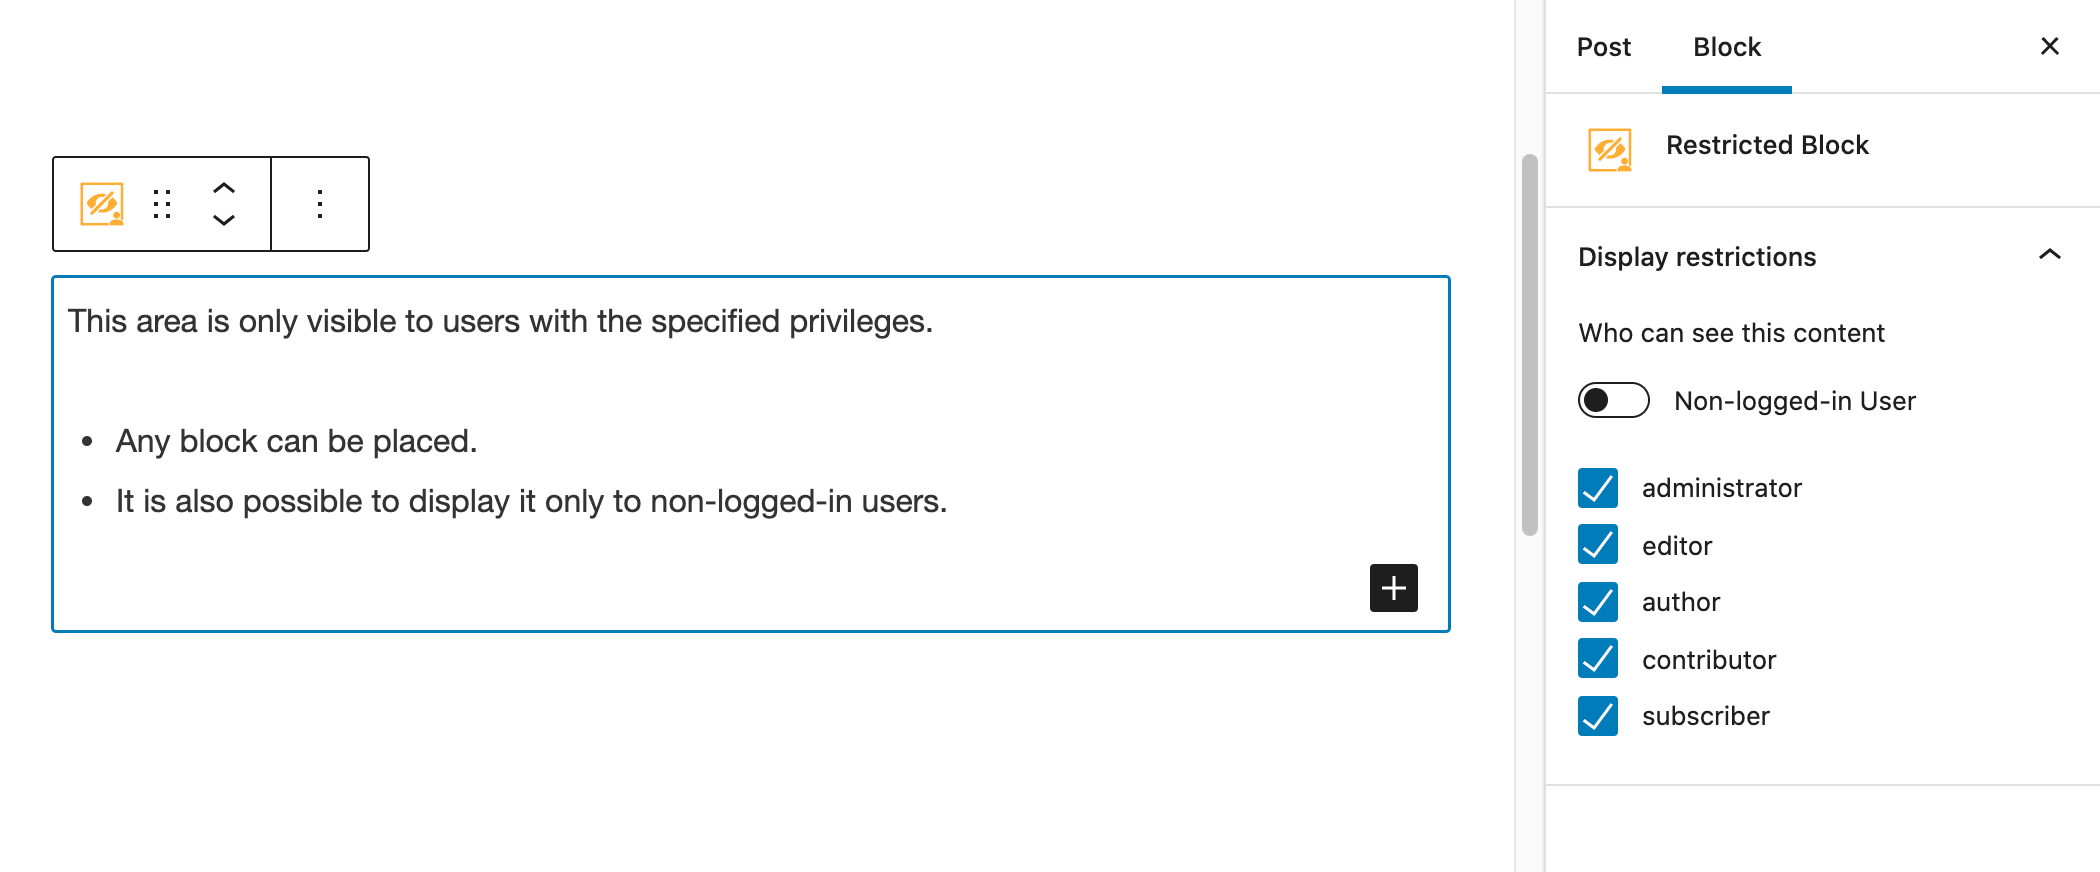 This area is only visible to users with the specified privileges.
• Any block can be placed.
• It is also possible to display it only to non-logged-in users.
Post Block
Restricted Block
Display restrictions
Who can see this content
Non-logged-in User
administrator
editor
author
contributor
subscriber